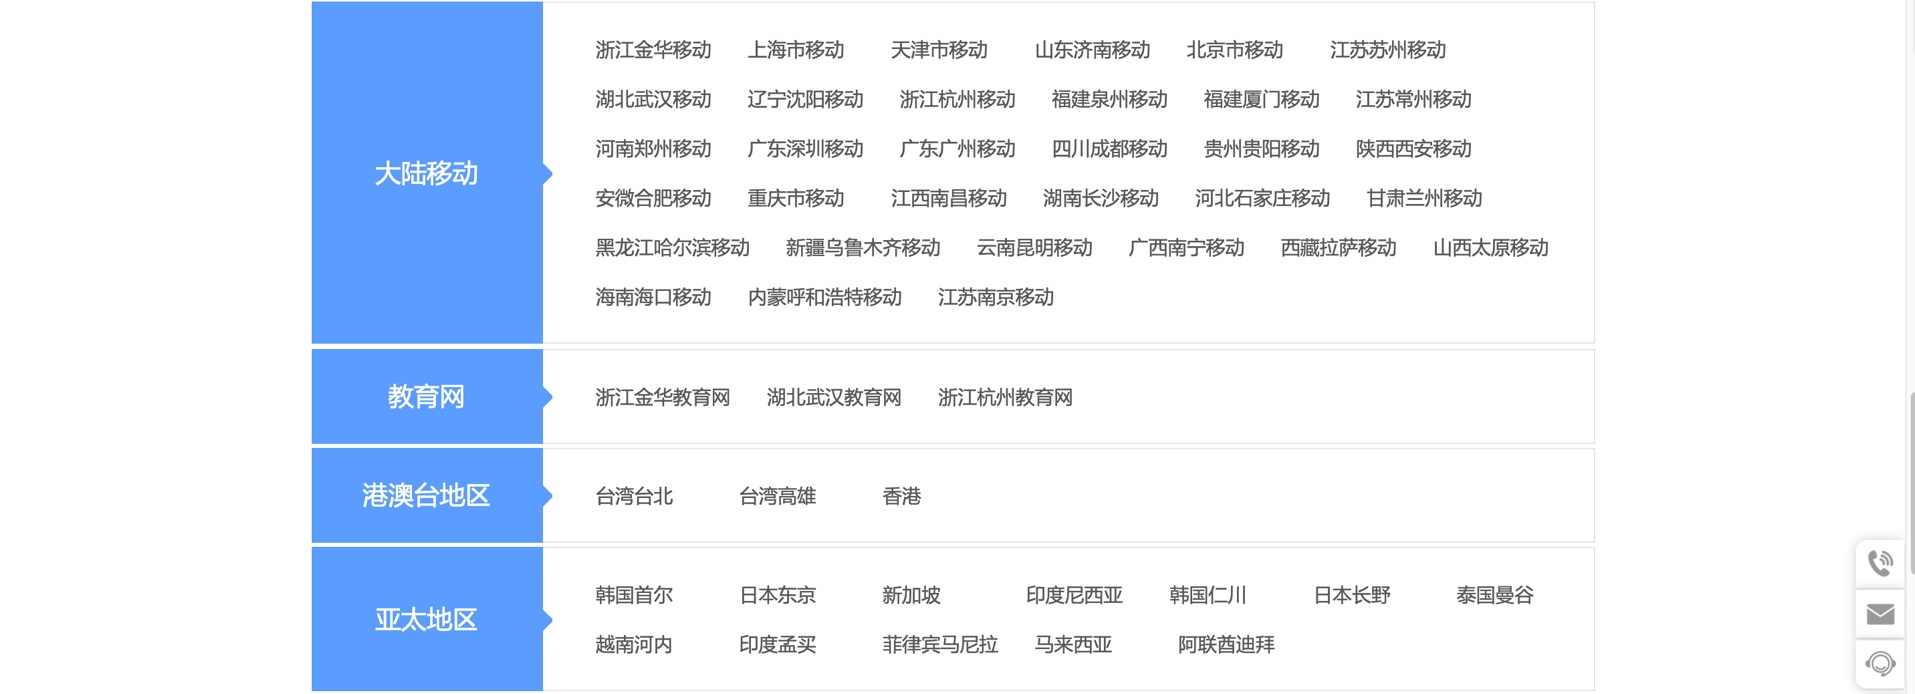 大陆移动
浙江金华移动 上海市移动 天津市移动 山东济南移动 北京市移动 江苏苏州移动
湖北武汉移动 辽宁沈阳移动 浙江杭州移动 福建泉州移动 福建厦门移动 江苏常州移动
河南郑州移动 广东深圳移动 广东广州移动 四川成都移动 贵州贵阳移动 陕西西安移动
安微合肥移动 重庆市移动 江西南昌移动 湖南长沙移动 河北石家庄移动 甘肃兰州移动
黑龙江哈尔滨移动 新疆乌鲁木齐移动 云南昆明移动 广西南宁移动 西藏拉萨移动 山西太原移动
海南海口移动 内蒙呼和浩特移动 江苏南京移动
教育网
浙江金华教育网 湖北武汉教育网 浙江杭州教育网
港澳台地区
台湾台北 台湾高雄 香港
亚太地区
韩国首尔 日本东京 新加坡 印度尼西亚 韩国仁川 日本长野 泰国曼谷
越南河内 印度孟买 菲律宾马尼拉 马来西亚 阿联酋迪拜